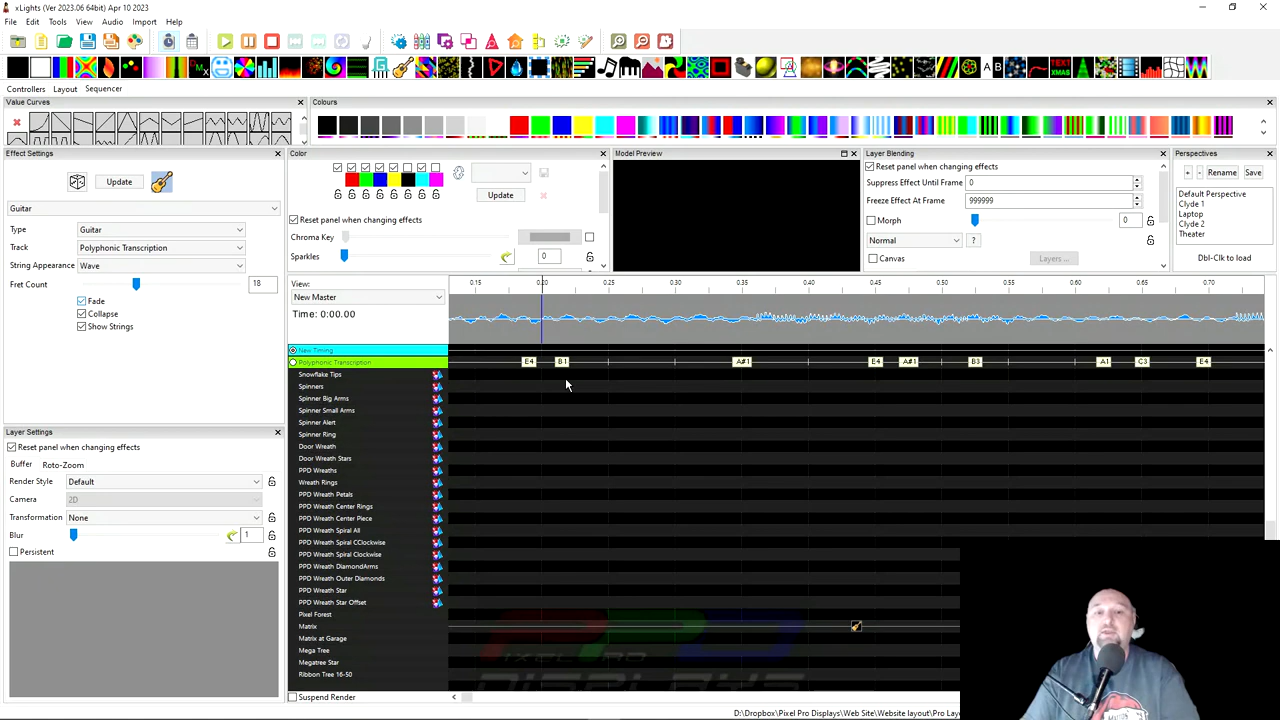 xLights (Ver 2023.06 64bit) Apr 10 2023
File Edit Tools View Audio Import Help
Controllers Layout Sequencer
Value Curves
Colours
Effect Settings
Color
Model Preview
Layer Blending
Perspectives
Update
Guitar
Type Guitar
Track Polyphonic Transcription
String Appearance Wave
Fret Count 18
Fade
Collapse
Show Strings
Update
Reset panel when changing effects
Chroma Key
Sparkles 0
Reset panel when changing effects
Suppress Effect Until Frame 0
Freeze Effect At Frame 999999
Morph 0
Normal ?
Canvas Layers ...
+ - Rename Save
Default Perspective
Clyde 1
Laptop
Clyde 2
Theater
Dbl-Clk to load
View:
New Master
Time: 0:00.00
0.15 0.20 0.25 0.30 0.35 0.40 0.45 0.50 0.55 0.60 0.65 0.70
New Timing
Polyphonic Transcription E4 B1 A#1 E4 A#1 B3 A1 C3 E4
Snowflake Tips
Spinners
Spinner Big Arms
Spinner Small Arms
Spinner Alert
Spinner Ring
Door Wreath
Door Wreath Stars
PPD Wreaths
Wreath Rings
PPD Wreath Petals
PPD Wreath Center Rings
PPD Wreath Center Piece
PPD Wreath Spiral All
PPD Wreath Spiral CClockwise
PPD Wreath Spiral Clockwise
PPD Wreath DiamondArms
PPD Wreath Outer Diamonds
PPD Wreath Star
PPD Wreath Star Offset
Pixel Forest
Matrix
Matrix at Garage
Mega Tree
Megatree Star
Ribbon Tree 16-50
Layer Settings
Reset panel when changing effects
Buffer Roto-Zoom
Render Style Default
Camera 2D
Transformation None
Blur 1
Persistent
Suspend Render
PPD
PIXEL PRO
DISPLAYS
D:\Dropbox\Pixel Pro Displays\Web Site\Website layout\Pro Lay